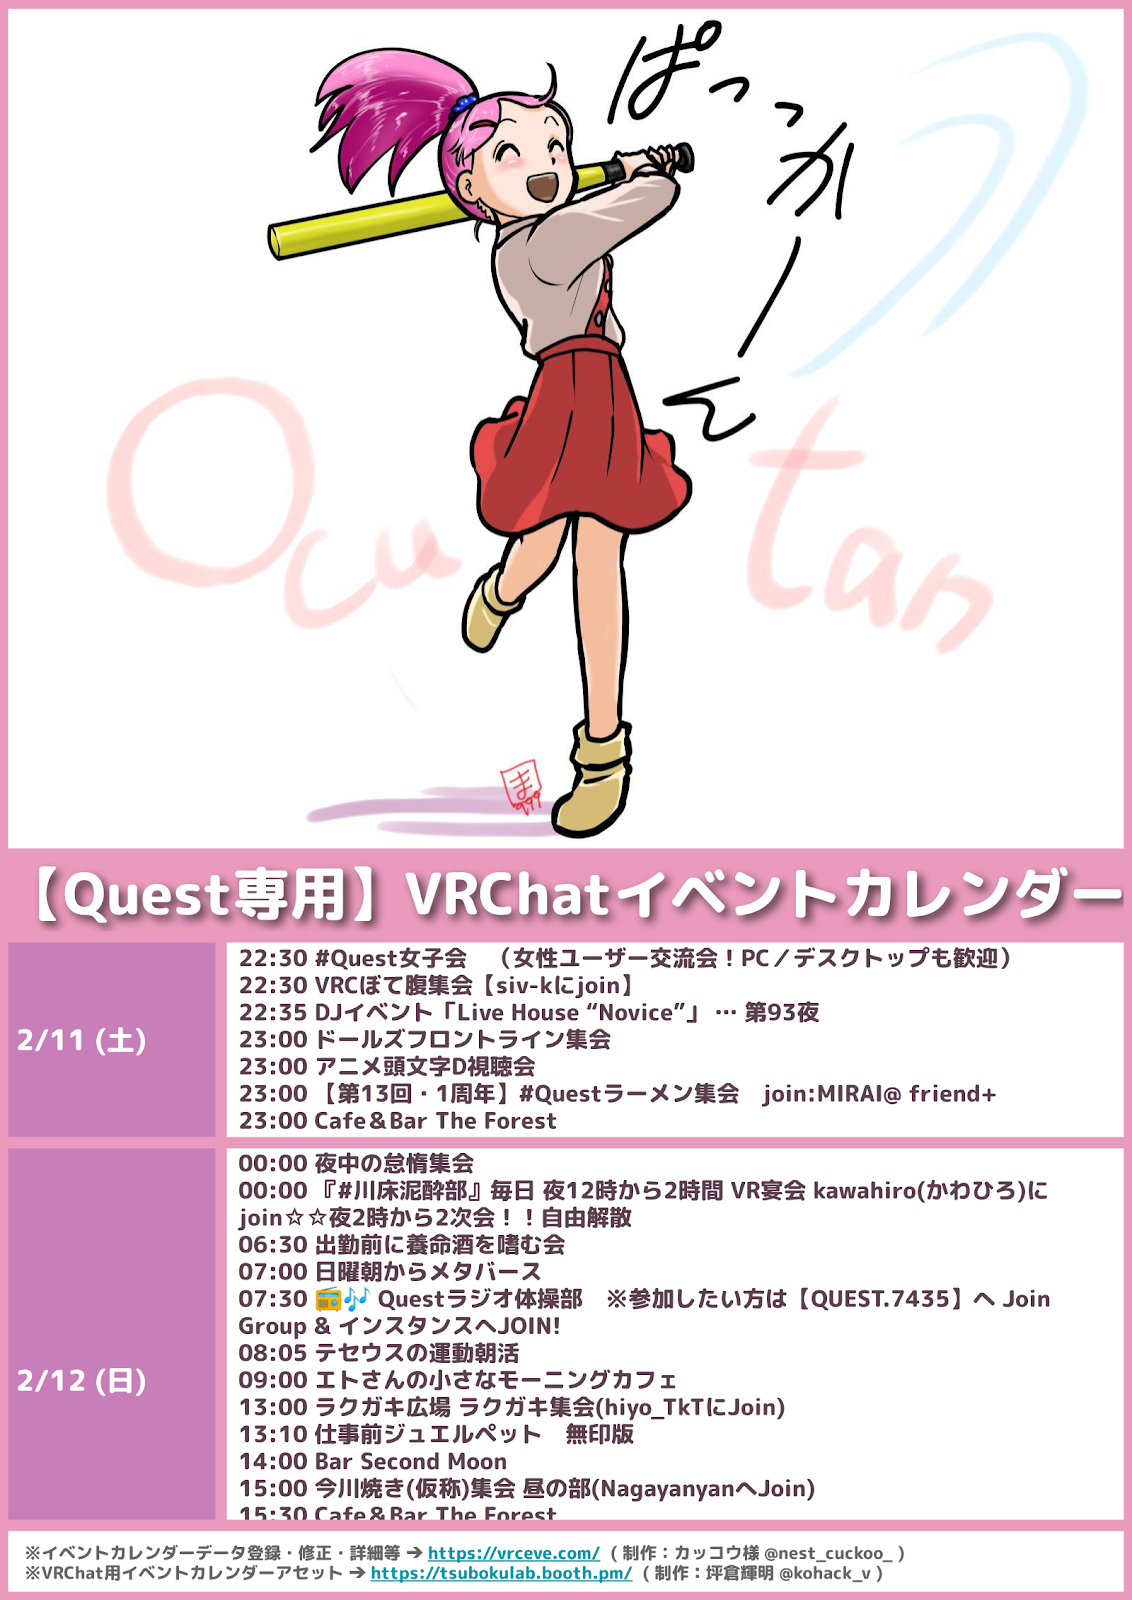 ぱっっかーん
Ocutan
ま
999
【Quest専用】VRChatイベントカレンダー
2/11 (土)
22:30 #Quest女子会　（女性ユーザー交流会！PC／デスクトップも歓迎）
22:30 VRCぽて腹集会【siv-kにjoin】
22:35 DJイベント「Live House “Novice”」 … 第93夜
23:00 ドールズフロントライン集会
23:00 アニメ頭文字D視聴会
23:00 【第13回・1周年】#Questラーメン集会　join:MIRAI@ friend+
23:00 Cafe＆Bar The Forest
2/12 (日)
00:00 夜中の怠惰集会
00:00 『#川床泥酔部』毎日 夜12時から2時間 VR宴会 kawahiro(かわひろ)に
join☆☆夜2時から2次会！！自由解散
06:30 出勤前に養命酒を嗜む会
07:00 日曜朝からメタバース
07:30 📻🎶 Questラジオ体操部　※参加したい方は【QUEST.7435】へ Join
Group & インスタンスへJOIN!
08:05 テセウスの運動朝活
09:00 エトさんの小さなモーニングカフェ
13:00 ラクガキ広場 ラクガキ集会(hiyo_TkTにJoin)
13:10 仕事前ジュエルペット　無印版
14:00 Bar Second Moon
15:00 今川焼き(仮称)集会 昼の部(NagayanyanへJoin)
15:30 Cafe＆Bar The Forest
※イベントカレンダーデータ登録・修正・詳細等 ➔ https://vrceve.com/ （ 制作：カッコウ様 @nest_cuckoo_ ）
※VRChat用イベントカレンダーアセット ➔ https://tsubokulab.booth.pm/ （ 制作：坪倉輝明 @kohack_v ）